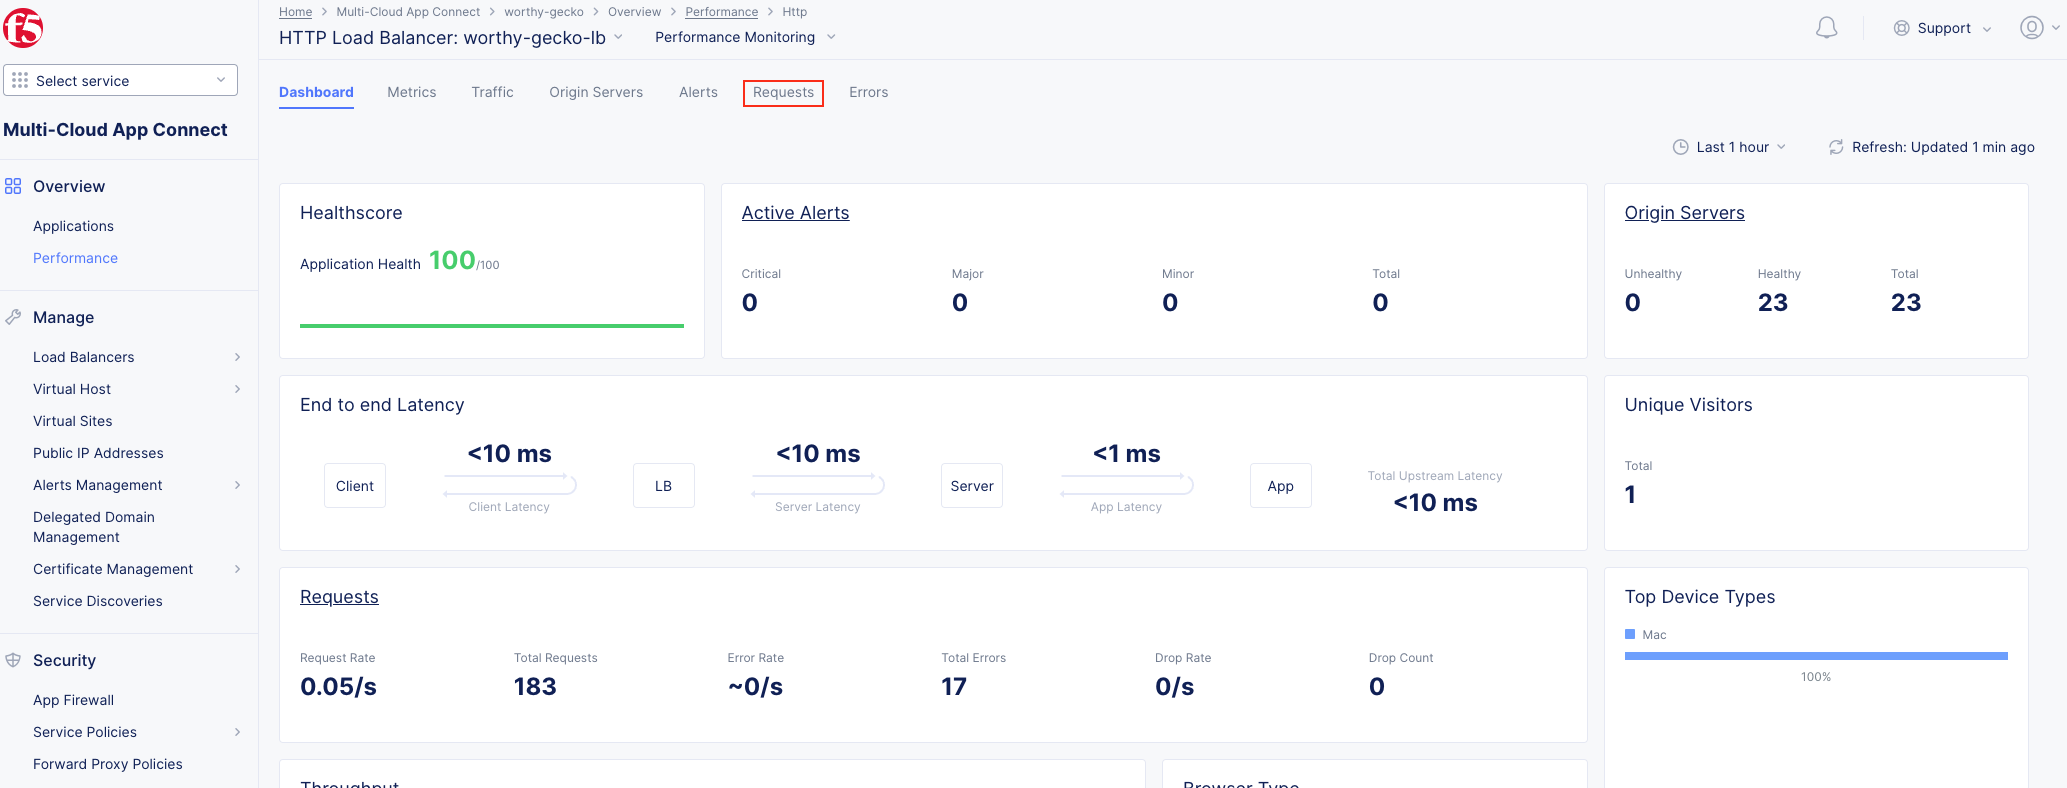 Home > Multi-Cloud App Connect > worthy-gecko > Overview > Performance > Http
HTTP Load Balancer: worthy-gecko-lb
Performance Monitoring
Support
f5
Select service
Dashboard
Metrics
Traffic
Origin Servers
Alerts
Requests
Errors
Multi-Cloud App Connect
Last 1 hour
Refresh: Updated 1 min ago
Overview
Applications
Performance
Manage
Load Balancers
Virtual Host
Virtual Sites
Public IP Addresses
Alerts Management
Delegated Domain
Management
Certificate Management
Service Discoveries
Security
App Firewall
Service Policies
Forward Proxy Policies
Healthscore
Application Health 100/100
Active Alerts
Critical
Major
Minor
Total
0
0
0
0
Origin Servers
Unhealthy
Healthy
Total
0
23
23
End to end Latency
<10 ms
<10 ms
<1 ms
Client
LB
Server
App
Client Latency
Server Latency
App Latency
Total Upstream Latency
<10 ms
Unique Visitors
Total
1
Requests
Request Rate
Total Requests
Error Rate
Total Errors
Drop Rate
Drop Count
0.05/s
183
~0/s
17
0/s
0
Top Device Types
Mac
100%
Throughput
Browser Type